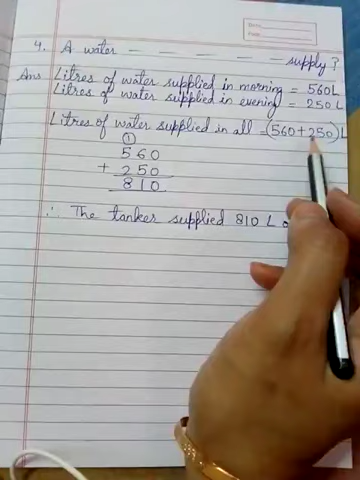 4. A water — — — — — — supply?
Ans Litres of water supplied in morning = 560L
Litres of water supplied in evening = 250L
Litres of water supplied in all = (560+250)L
①
560
+ 250
810
∴ The tanker supplied 810 L